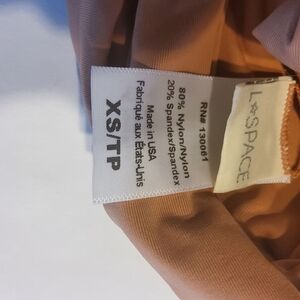 L*SPACE
RN# 130061
80% Nylon/Nylon
20% Spandex/Spandex
Made in USA
Fabriqué aux États-Unis
XS/TP